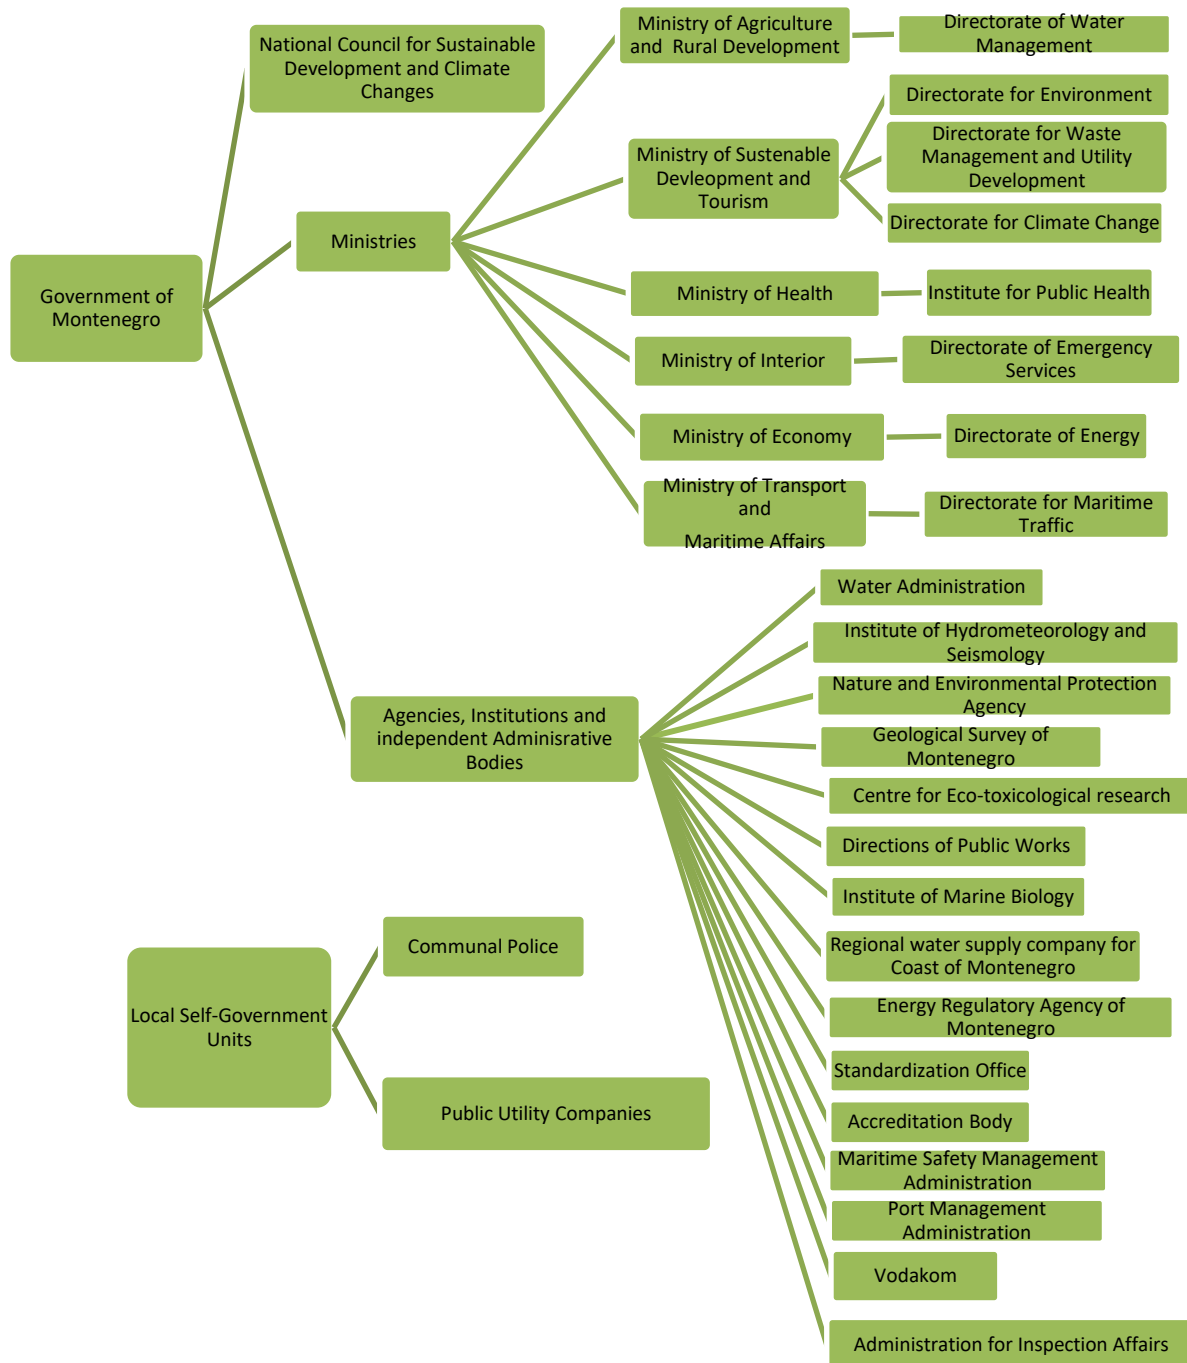 Government of
Montenegro
National Council for Sustainable
Development and Climate
Changes
Ministries
Ministry of Agriculture
and Rural Development
Directorate of Water
Management
Ministry of Sustenable
Devleopment and
Tourism
Directorate for Environment
Directorate for Waste
Management and Utility
Development
Directorate for Climate Change
Ministry of Health
Institute for Public Health
Ministry of Interior
Directorate of Emergency
Services
Ministry of Economy
Directorate of Energy
Ministry of Transport
and
Maritime Affairs
Directorate for Maritime
Traffic
Agencies, Institutions and
independent Adminisrative
Bodies
Water Administration
Institute of Hydrometeorology and
Seismology
Nature and Environmental Protection
Agency
Geological Survey of
Montenegro
Centre for Eco-toxicological research
Directions of Public Works
Institute of Marine Biology
Regional water supply company for
Coast of Montenegro
Energy Regulatory Agency of
Montenegro
Standardization Office
Accreditation Body
Maritime Safety Management
Administration
Port Management
Administration
Vodakom
Administration for Inspection Affairs
Local Self-Government
Units
Communal Police
Public Utility Companies